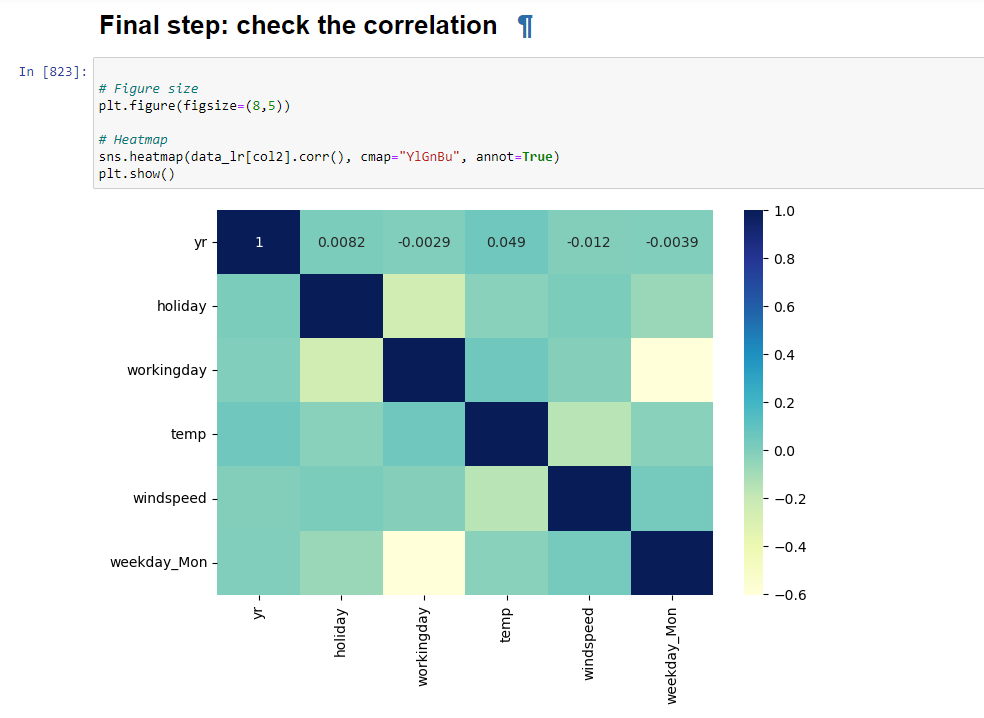 Final step: check the correlation ¶
In [823]:
# Figure size
plt.figure(figsize=(8,5))
# Heatmap
sns.heatmap(data_lr[col2].corr(), cmap="YlGnBu", annot=True)
plt.show()
yr 1 0.0082 -0.0029 0.049 -0.012 -0.0039
holiday
workingday
temp
windspeed
weekday_Mon
yr holiday workingday temp windspeed weekday_Mon
1.0
0.8
0.6
0.4
0.2
0.0
−0.2
−0.4
−0.6